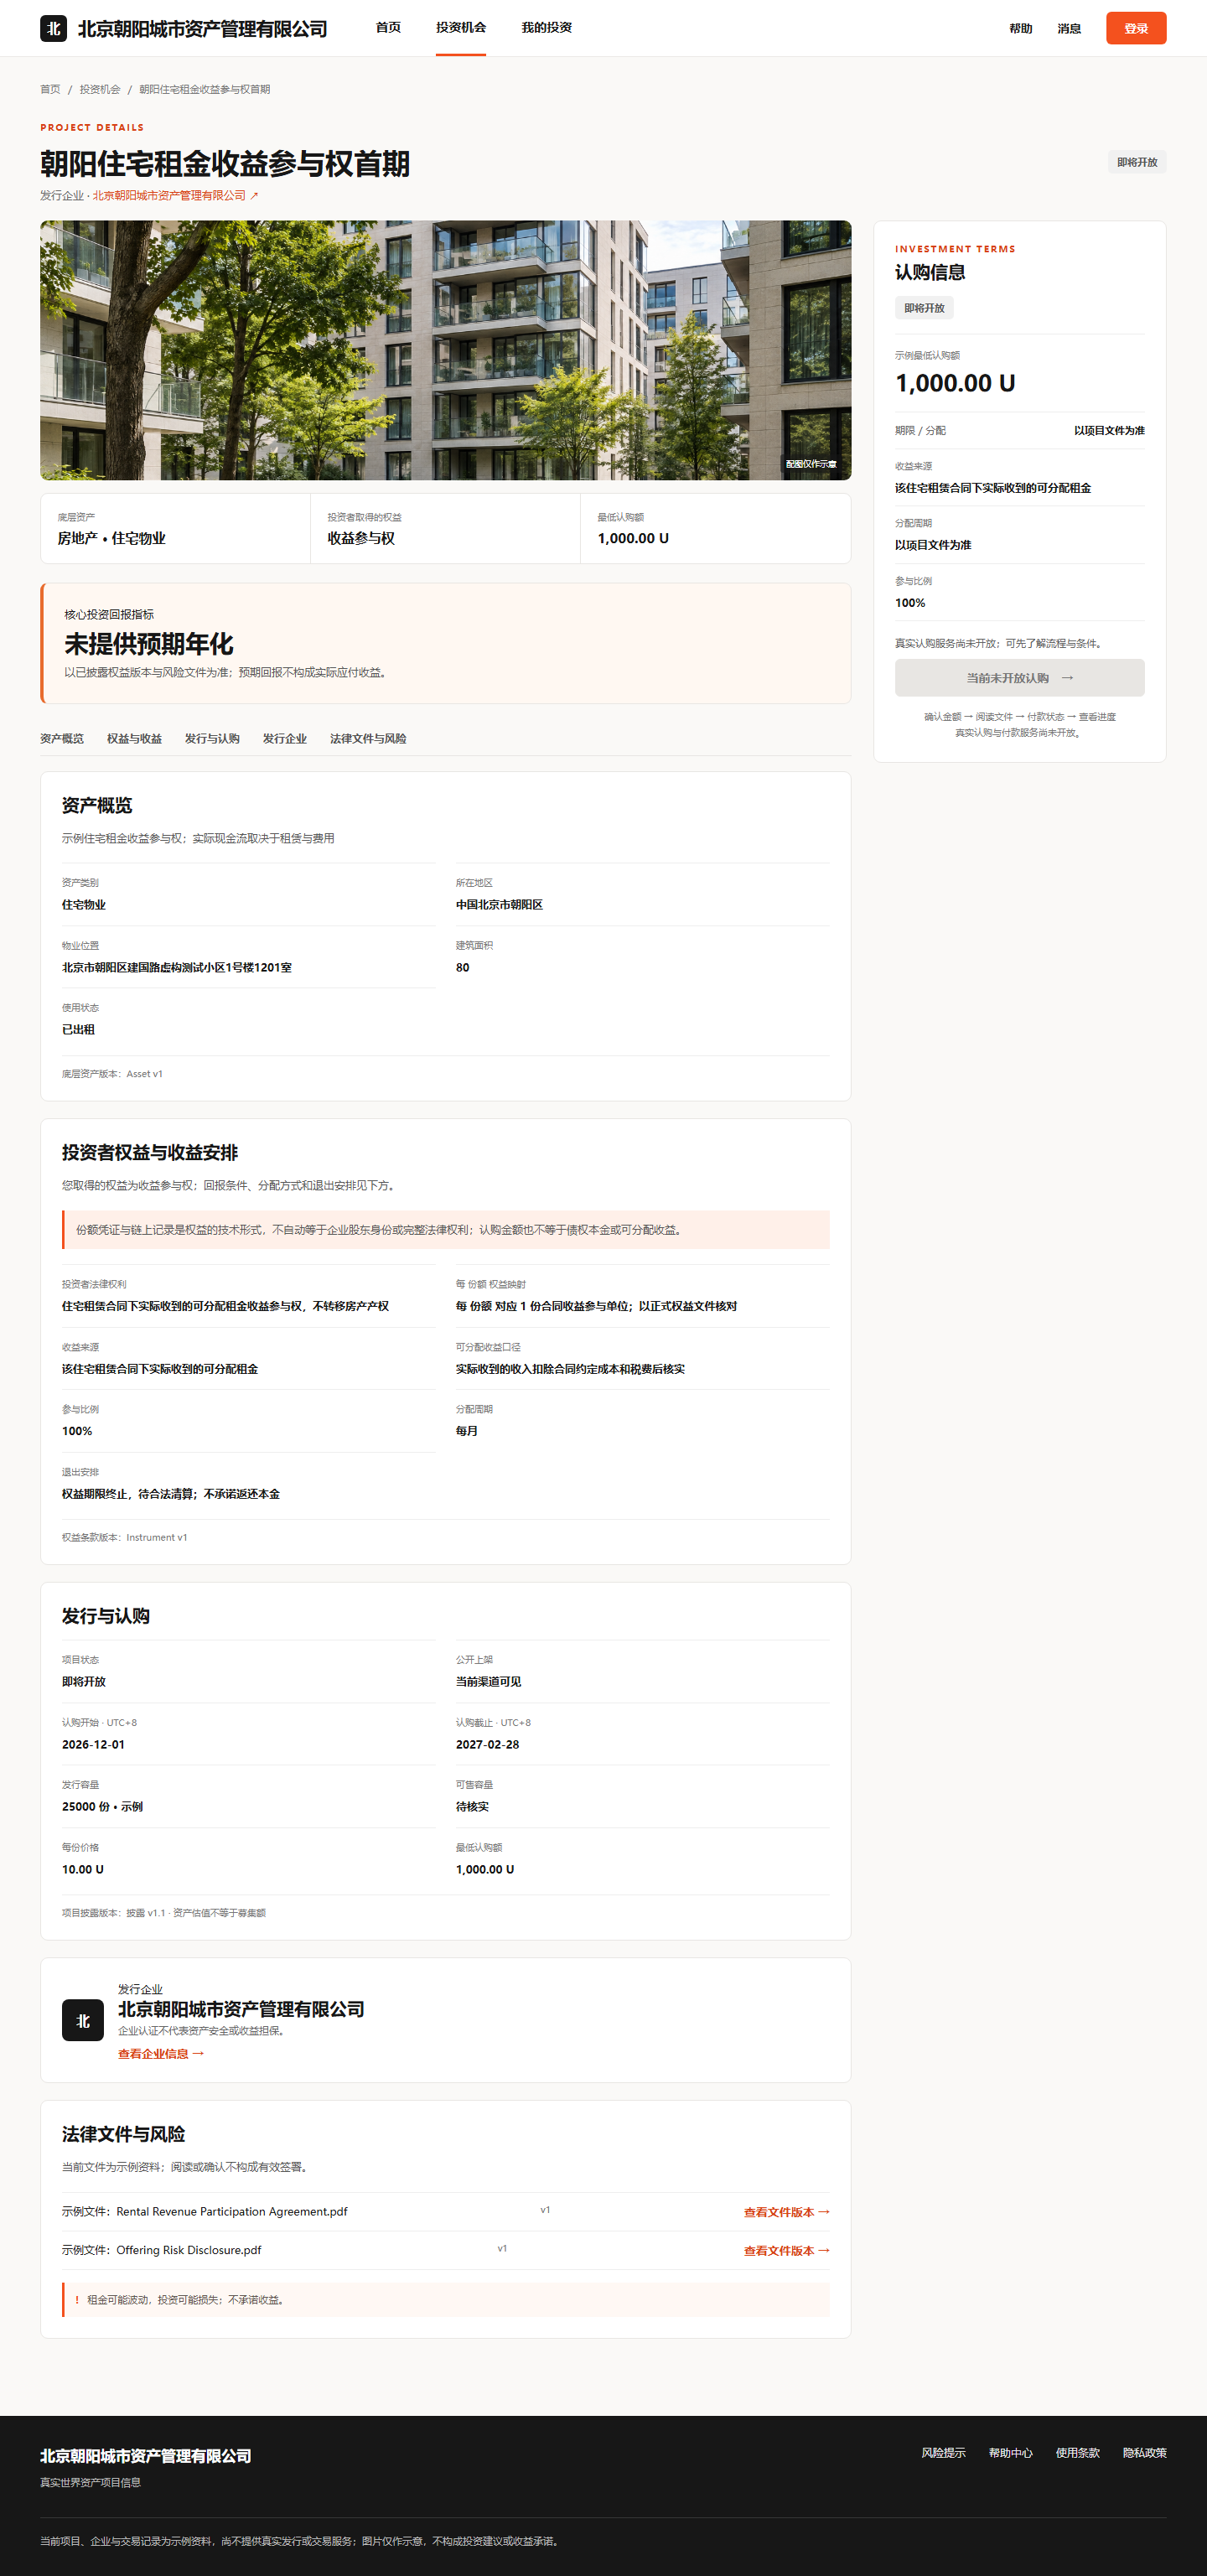 北 北京朝阳城市资产管理有限公司 首页 投资机会 我的投资 帮助 消息 登录
首页 / 投资机会 / 朝阳住宅租金收益参与权首期
PROJECT DETAILS
朝阳住宅租金收益参与权首期
即将开放
发行企业 · 北京朝阳城市资产管理有限公司 ↗
配图仅作示意
底层资产
房地产 • 住宅物业
投资者取得的权益
收益参与权
最低认购额
1,000.00 U
核心投资回报指标
未提供预期年化
以已披露权益版本与风险文件为准；预期回报不构成实际应付收益。
INVESTMENT TERMS
认购信息
即将开放
示例最低认购额
1,000.00 U
期限 / 分配 以项目文件为准
收益来源
该住宅租赁合同下实际收到的可分配租金
分配周期
以项目文件为准
参与比例
100%
真实认购服务尚未开放；可先了解流程与条件。
当前未开放认购 →
确认金额 → 阅读文件 → 付款状态 → 查看进度
真实认购与付款服务尚未开放。
资产概览 权益与收益 发行与认购 发行企业 法律文件与风险
资产概览
示例住宅租金收益参与权；实际现金流取决于租赁与费用
资产类别
住宅物业
所在地区
中国北京市朝阳区
物业位置
北京市朝阳区建国路虚构测试小区1号楼1201室
建筑面积
80
使用状态
已出租
底层资产版本：Asset v1
投资者权益与收益安排
您取得的权益为收益参与权；回报条件、分配方式和退出安排见下方。
份额凭证与链上记录是权益的技术形式，不自动等于企业股东身份或完整法律权利；认购金额也不等于债权本金或可分配收益。
投资者法律权利
住宅租赁合同下实际收到的可分配租金收益参与权，不转移房产产权
每 份额 权益映射
每 份额 对应 1 份合同收益参与单位；以正式权益文件核对
收益来源
该住宅租赁合同下实际收到的可分配租金
可分配收益口径
实际收到的收入扣除合同约定成本和税费后核实
参与比例
100%
分配周期
每月
退出安排
权益期限终止，待合法清算；不承诺返还本金
权益条款版本：Instrument v1
发行与认购
项目状态
即将开放
公开上架
当前渠道可见
认购开始 · UTC+8
2026-12-01
认购截止 · UTC+8
2027-02-28
发行容量
25000 份 • 示例
可售容量
待核实
每份价格
10.00 U
最低认购额
1,000.00 U
项目披露版本：披露 v1.1 · 资产估值不等于募集额
北
发行企业
北京朝阳城市资产管理有限公司
企业认证不代表资产安全或收益担保。
查看企业信息 →
法律文件与风险
当前文件为示例资料；阅读或确认不构成有效签署。
示例文件：Rental Revenue Participation Agreement.pdf v1 查看文件版本 →
示例文件：Offering Risk Disclosure.pdf v1 查看文件版本 →
! 租金可能波动，投资可能损失；不承诺收益。
北京朝阳城市资产管理有限公司
风险提示 帮助中心 使用条款 隐私政策
真实世界资产项目信息
当前项目、企业与交易记录为示例资料，尚不提供真实发行或交易服务；图片仅作示意，不构成投资建议或收益承诺。